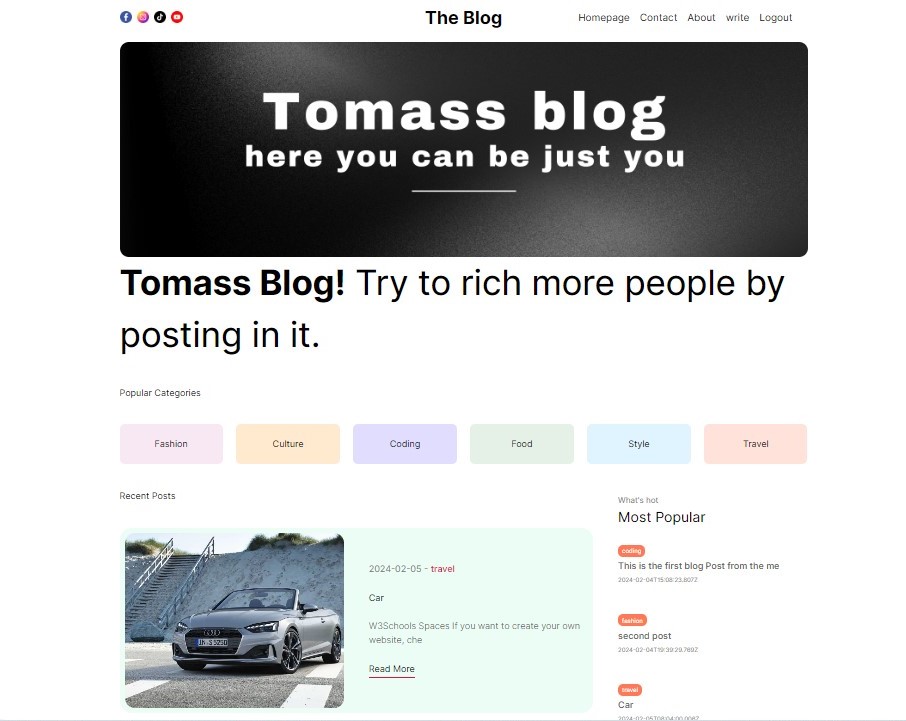 The Blog
Homepage Contact About write Logout
Tomass blog
here you can be just you
Tomass Blog! Try to rich more people by
posting in it.
Popular Categories
Fashion Culture Coding Food Style Travel
Recent Posts
2024-02-05 - travel
Car
W3Schools Spaces If you want to create your own
website, che
Read More
What's hot
Most Popular
coding
This is the first blog Post from the me
2024-02-04T15:08:23.807Z
fashion
second post
2024-02-04T19:39:29.769Z
travel
Car